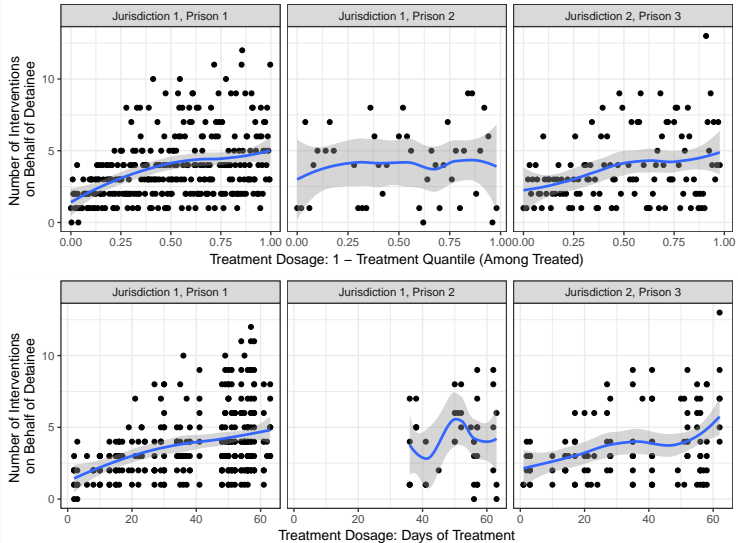 Jurisdiction 1, Prison 1 Jurisdiction 1, Prison 2 Jurisdiction 2, Prison 3
Number of Interventions
on Behalf of Detainee
10
5
0
0.00 0.25 0.50 0.75 1.00 0.00 0.25 0.50 0.75 1.00 0.00 0.25 0.50 0.75 1.00
Treatment Dosage: 1 − Treatment Quantile (Among Treated)
Jurisdiction 1, Prison 1 Jurisdiction 1, Prison 2 Jurisdiction 2, Prison 3
Number of Interventions
on Behalf of Detainee
10
5
0
0 20 40 60 0 20 40 60 0 20 40 60
Treatment Dosage: Days of Treatment